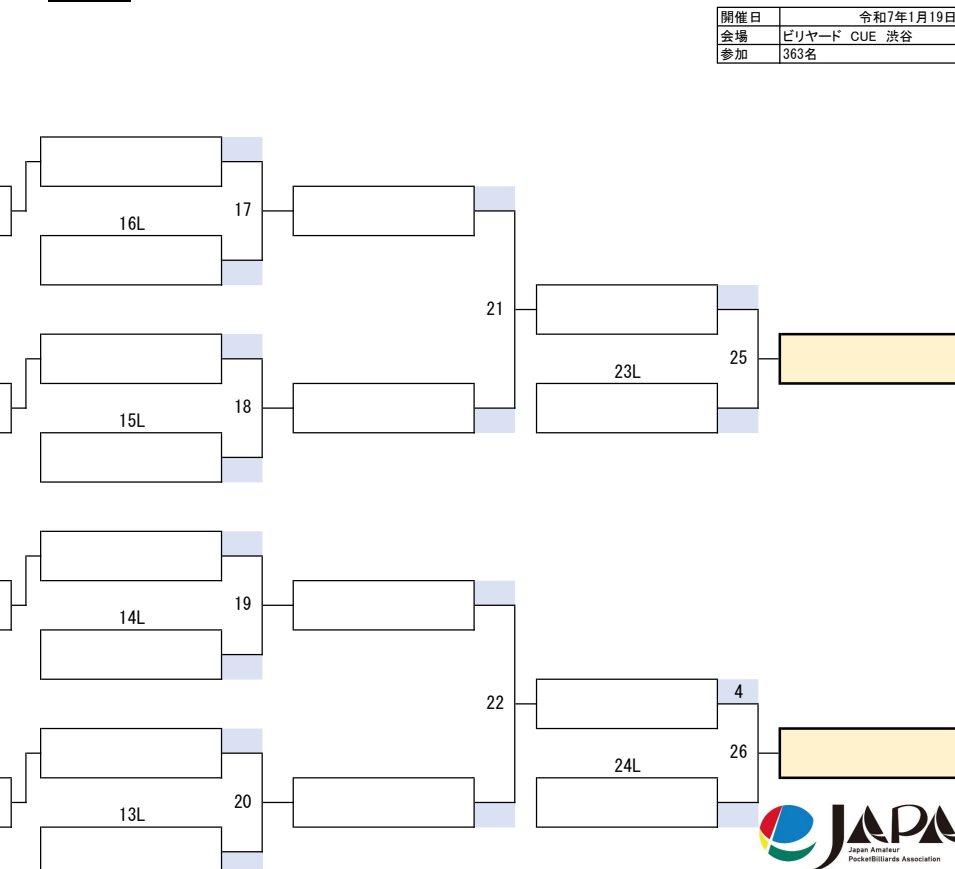 開催日 令和7年1月19日
会場 ビリヤード CUE 渋谷
参加 363名
17
16L
21
25
23L
18
15L
19
14L
22
4
26
24L
20
13L
JAPA
Japan Amateur
PocketBilliards Association